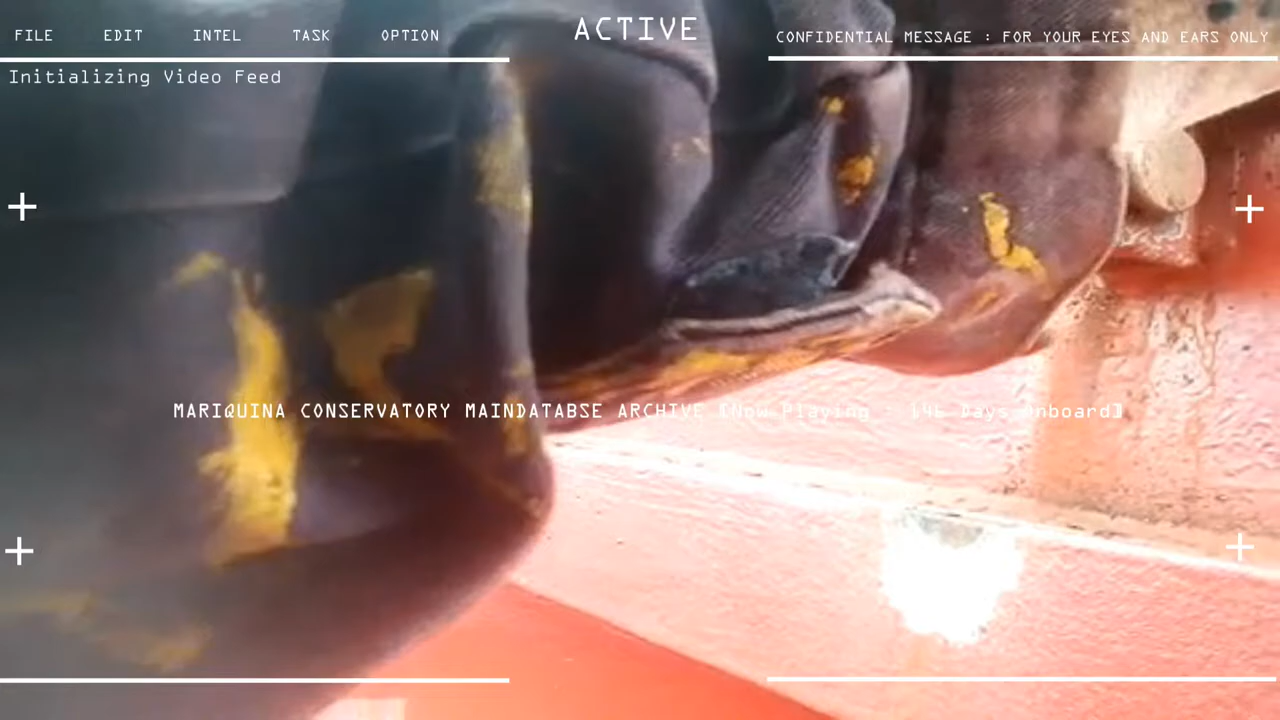 FILE EDIT INTEL TASK OPTION
ACTIVE
CONFIDENTIAL MESSAGE : FOR YOUR EYES AND EARS ONLY
Initializing Video Feed
MARIQUINA CONSERVATORY MAINDATABSE ARCHIVE [Now Playing : 146 Days Onboard]